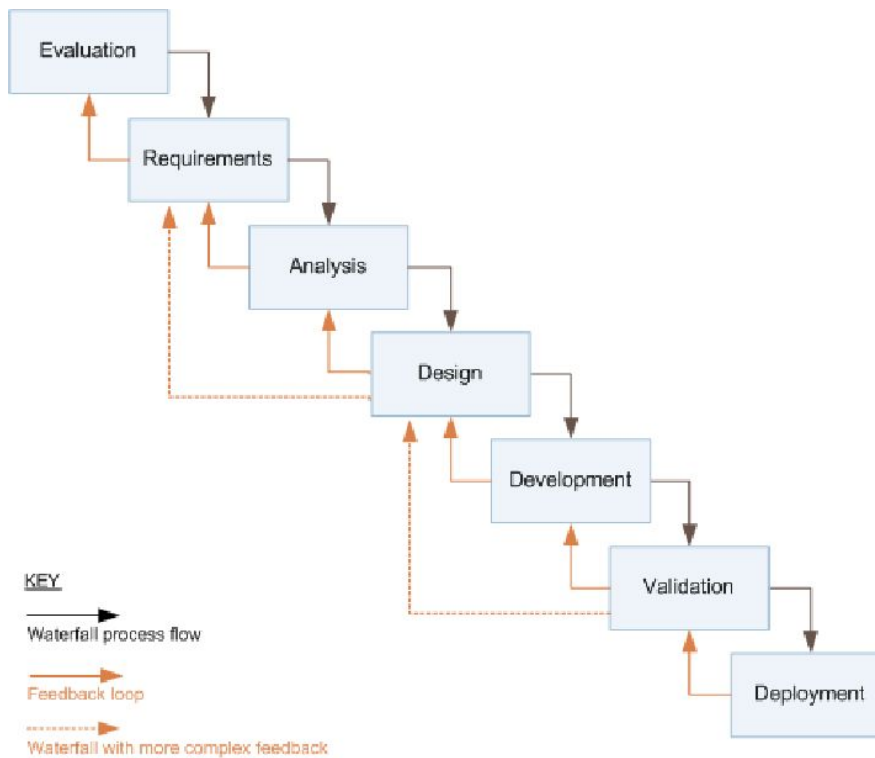 Evaluation
Requirements
Analysis
Design
Development
Validation
Deployment
KEY
Waterfall process flow
Feedback loop
Waterfall with more complex feedback